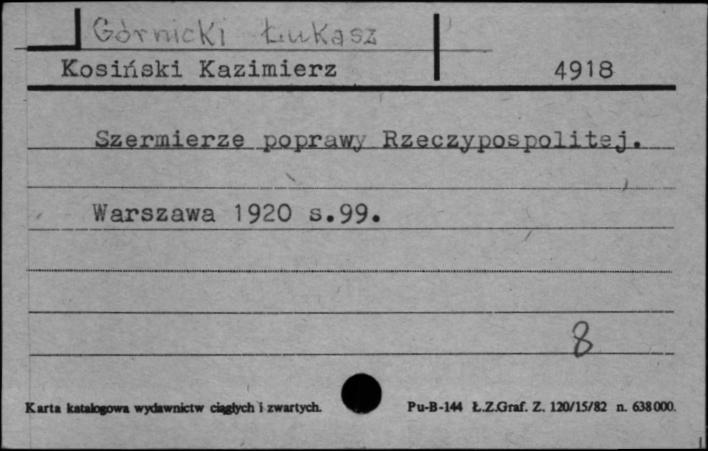 Górnicki Łukasz
Kosiński Kazimierz 4918
Szermierze poprawy Rzeczypospolitej.
Warszawa 1920 s.99.
8
Karta katalogowa wydawnictw ciągłych i zwartych. Pu-B-144 Ł.Z.Graf. Z. 120/15/82 n. 638000.